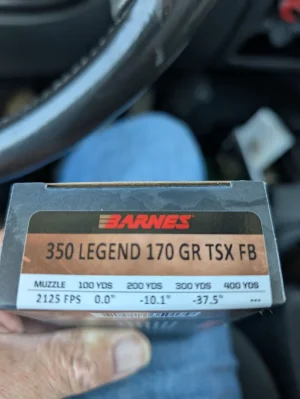 BARNES
350 LEGEND 170 GR TSX FB
MUZZLE 100 YDS 200 YDS 300 YDS 400 YDS
2125 FPS 0.0" -10.1" -37.5" ***